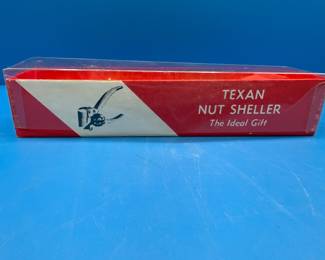 TEXAN
NUT SHELLER
The Ideal Gift